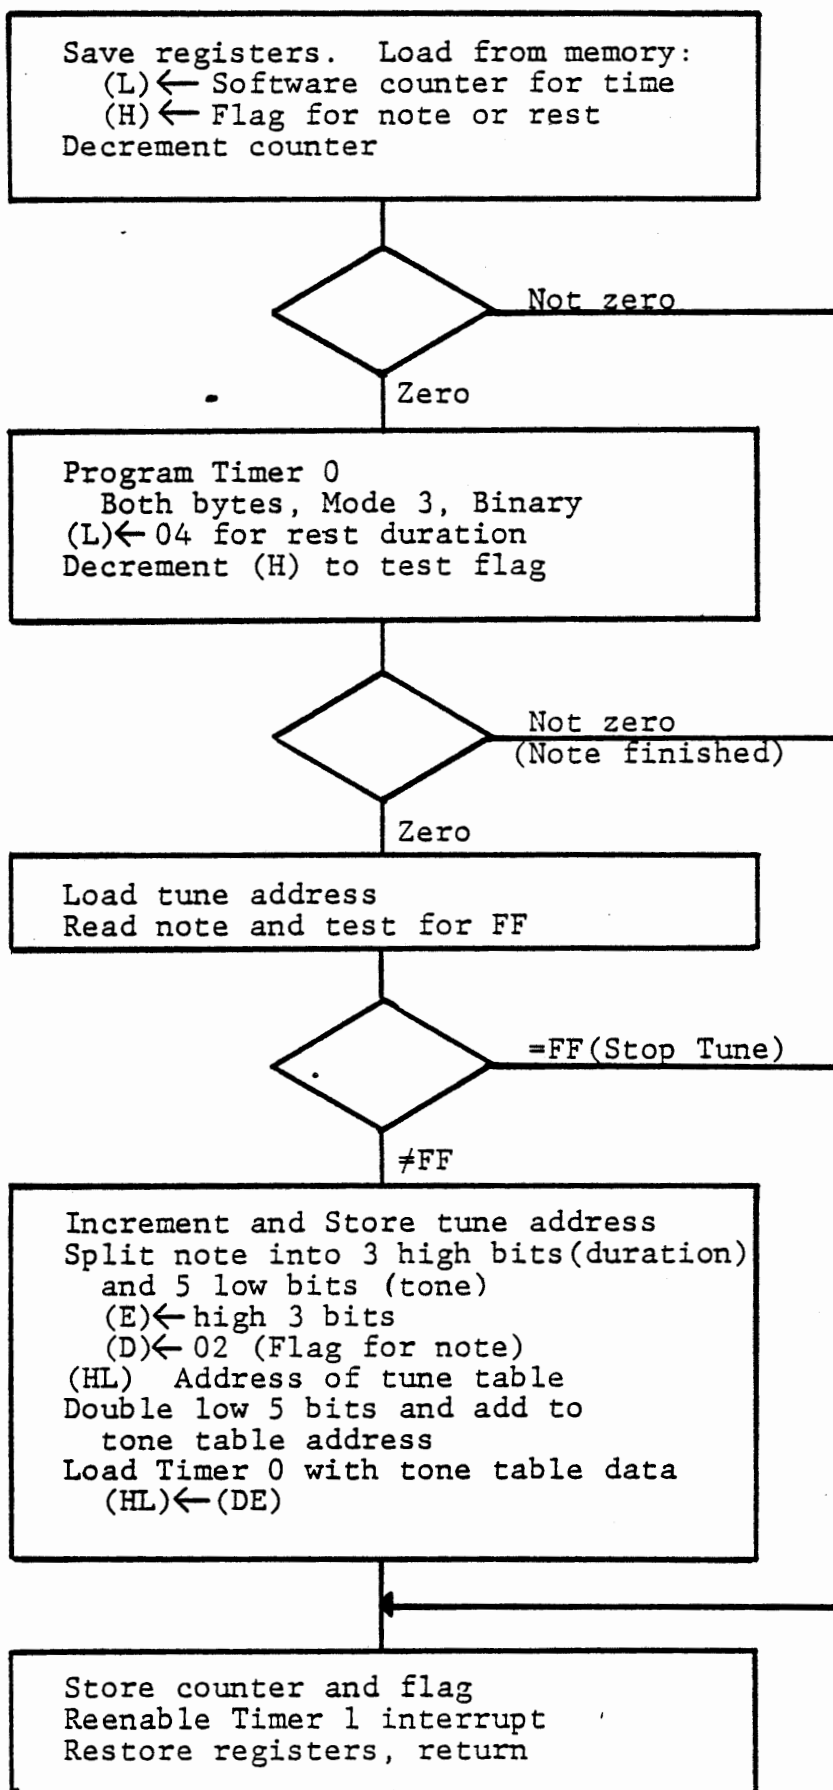 Save registers.  Load from memory:
(L)← Software counter for time
(H)← Flag for note or rest
Decrement counter
Not zero
Zero
Program Timer 0
Both bytes, Mode 3, Binary
(L)← 04 for rest duration
Decrement (H) to test flag
Not zero
(Note finished)
Zero
Load tune address
Read note and test for FF
=FF(Stop Tune)
≠FF
Increment and Store tune address
Split note into 3 high bits(duration)
and 5 low bits (tone)
(E)← high 3 bits
(D)← 02 (Flag for note)
(HL)  Address of tune table
Double low 5 bits and add to
tone table address
Load Timer 0 with tone table data
(HL)←(DE)
Store counter and flag
Reenable Timer 1 interrupt
Restore registers, return